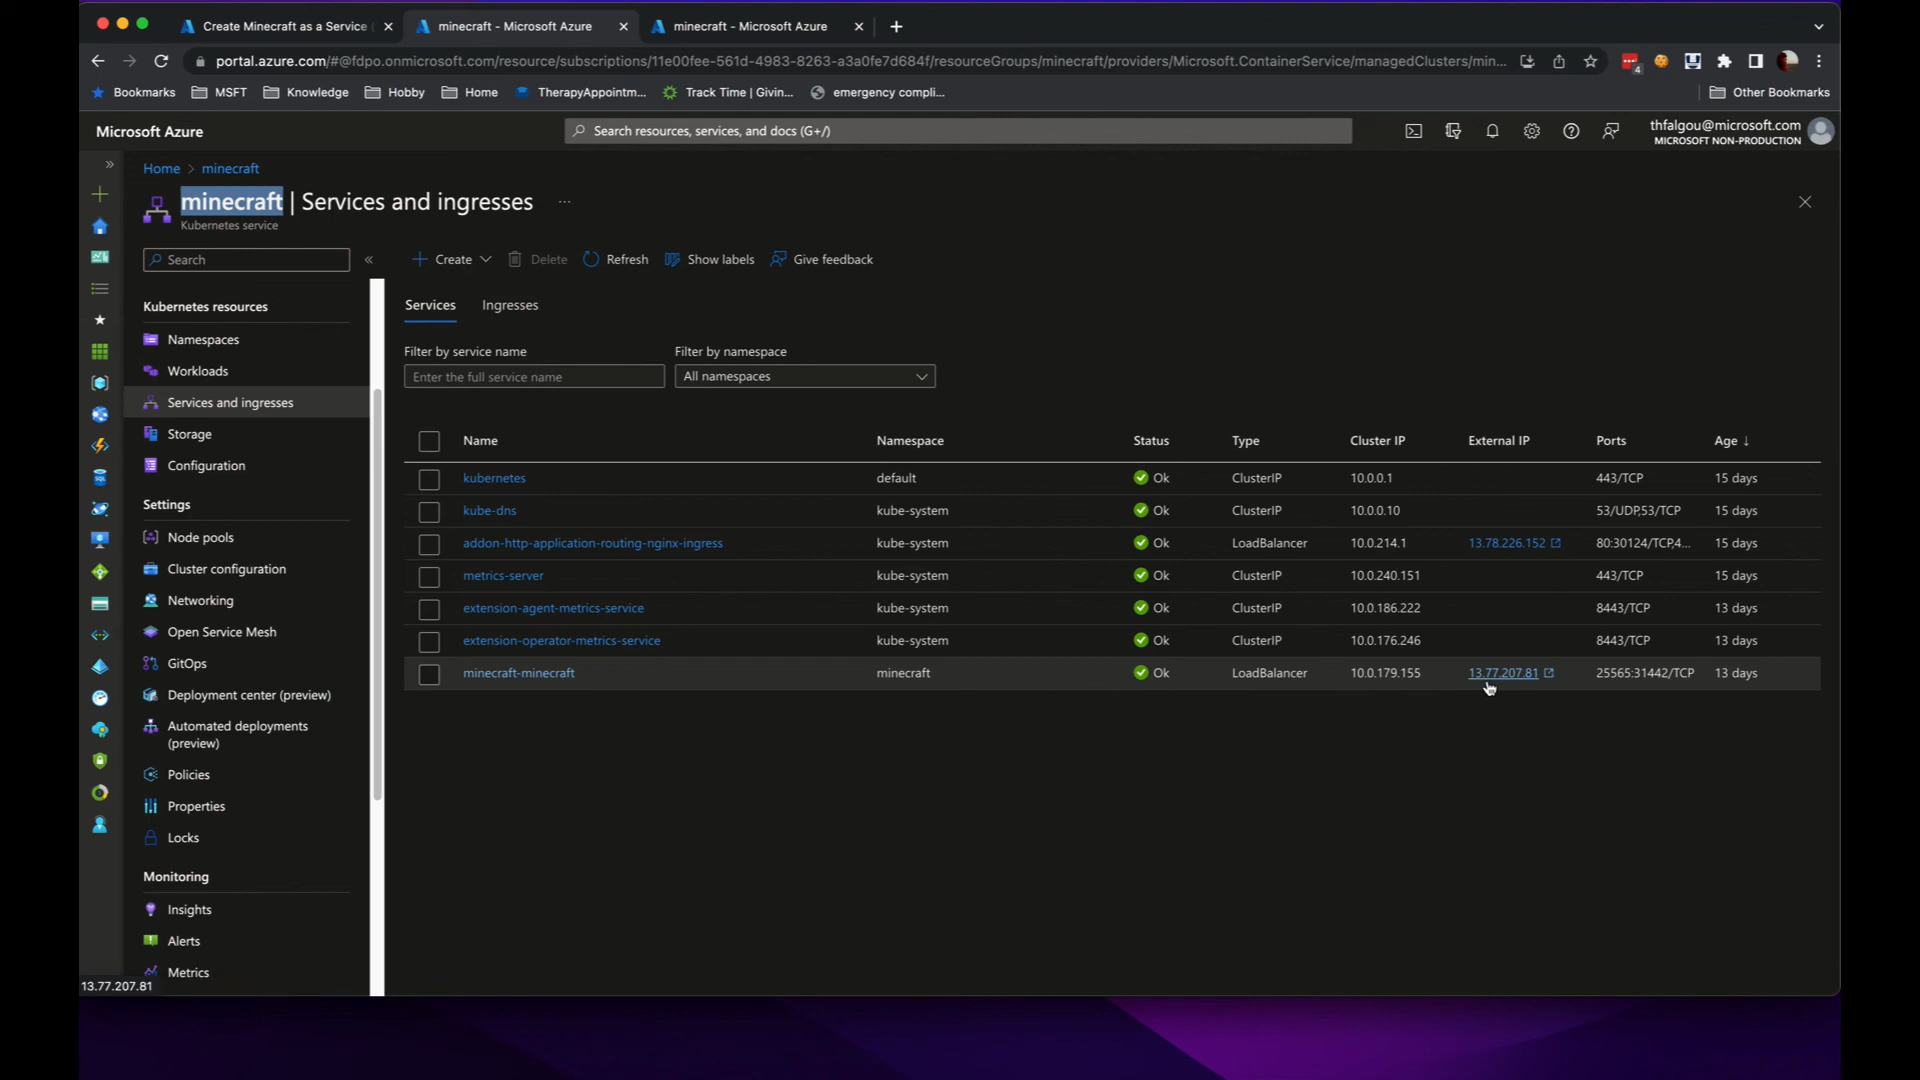 Create Minecraft as a Service
minecraft - Microsoft Azure
minecraft - Microsoft Azure
portal.azure.com/#@fdpo.onmicrosoft.com/resource/subscriptions/11e00fee-561d-4983-8263-a3a0fe7d684f/resourceGroups/minecraft/providers/Microsoft.ContainerService/managedClusters/min...
4
Bookmarks MSFT Knowledge Hobby Home TherapyAppointm... Track Time | Givin... emergency compli... Other Bookmarks
Microsoft Azure
Search resources, services, and docs (G+/)
thfalgou@microsoft.com
MICROSOFT NON-PRODUCTION
Home > minecraft
minecraft | Services and ingresses ...
Kubernetes service
Search
Create Delete Refresh Show labels Give feedback
Kubernetes resources
Namespaces
Workloads
Services and ingresses
Storage
Configuration
Settings
Node pools
Cluster configuration
Networking
Open Service Mesh
GitOps
Deployment center (preview)
Automated deployments
(preview)
Policies
Properties
Locks
Monitoring
Insights
Alerts
Metrics
Services Ingresses
Filter by service name Filter by namespace
Enter the full service name All namespaces
Name Namespace Status Type Cluster IP External IP Ports Age ↓
kubernetes default Ok ClusterIP 10.0.0.1 443/TCP 15 days
kube-dns kube-system Ok ClusterIP 10.0.0.10 53/UDP,53/TCP 15 days
addon-http-application-routing-nginx-ingress kube-system Ok LoadBalancer 10.0.214.1 13.78.226.152 80:30124/TCP,4... 15 days
metrics-server kube-system Ok ClusterIP 10.0.240.151 443/TCP 15 days
extension-agent-metrics-service kube-system Ok ClusterIP 10.0.186.222 8443/TCP 13 days
extension-operator-metrics-service kube-system Ok ClusterIP 10.0.176.246 8443/TCP 13 days
minecraft-minecraft minecraft Ok LoadBalancer 10.0.179.155 13.77.207.81 25565:31442/TCP 13 days
13.77.207.81